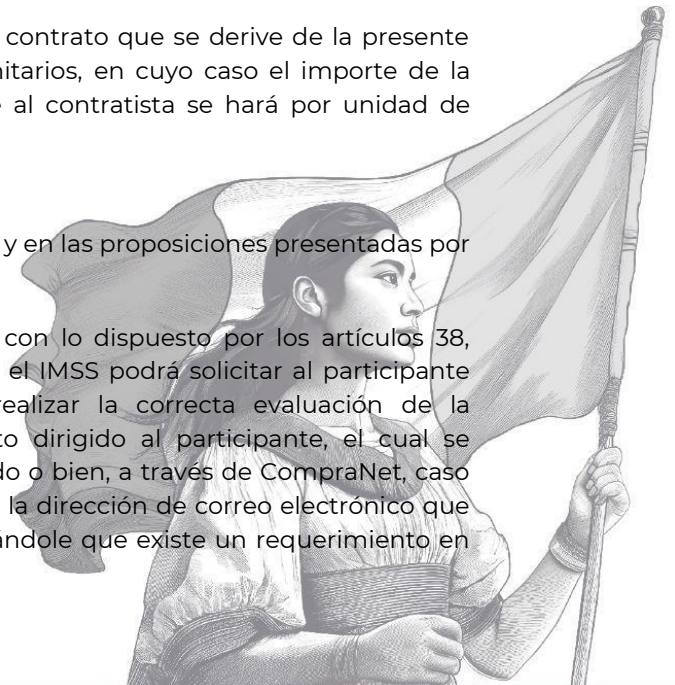 contrato que se derive de la presente
nitarios, en cuyo caso el importe de la
al contratista se hará por unidad de
y en las proposiciones presentadas por
con lo dispuesto por los artículos 38,
el IMSS podrá solicitar al participante
realizar la correcta evaluación de la
to dirigido al participante, el cual se
do o bien, a través de CompraNet, caso
la dirección de correo electrónico que
ándole que existe un requerimiento en